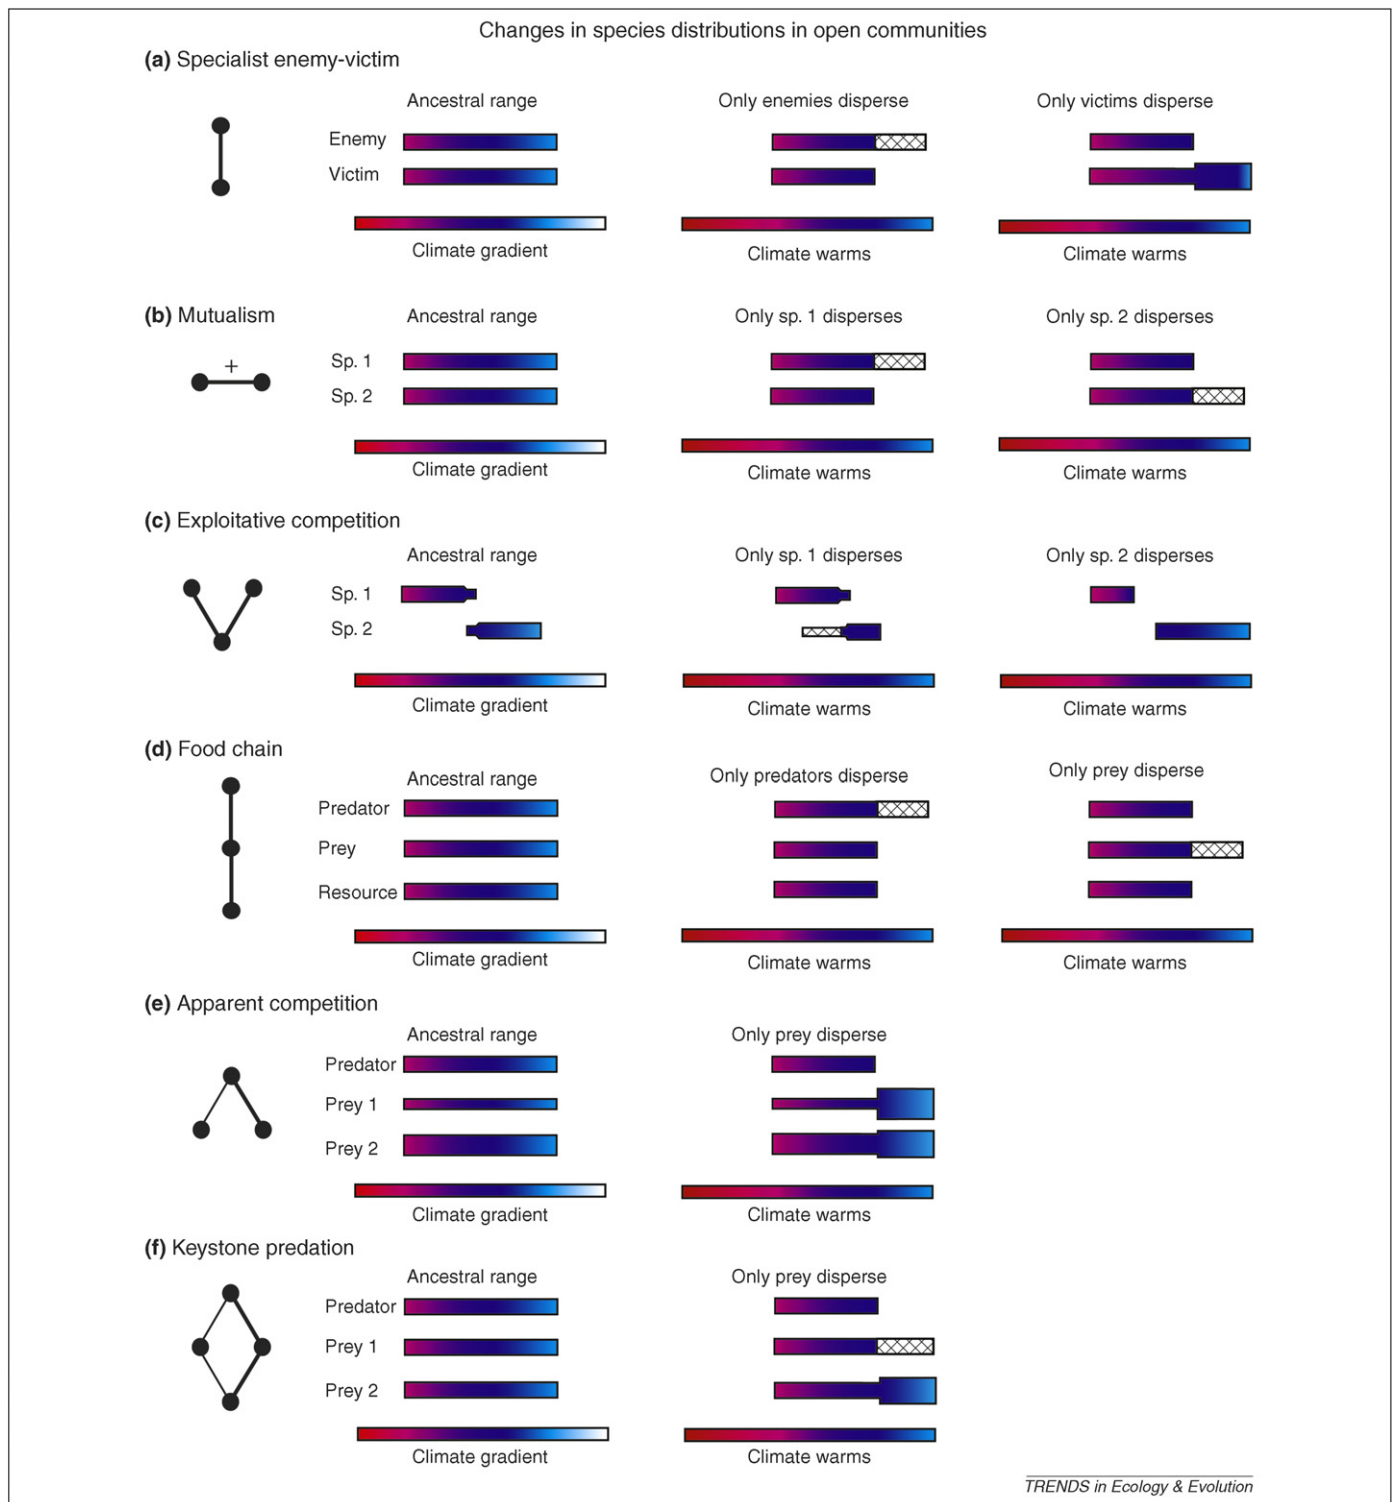 Changes in species distributions in open communities
(a) Specialist enemy-victim
Ancestral range
Only enemies disperse
Only victims disperse
Enemy
Victim
Climate gradient
Climate warms
Climate warms
(b) Mutualism
Ancestral range
Only sp. 1 disperses
Only sp. 2 disperses
+
Sp. 1
Sp. 2
Climate gradient
Climate warms
Climate warms
(c) Exploitative competition
Ancestral range
Only sp. 1 disperses
Only sp. 2 disperses
Sp. 1
Sp. 2
Climate gradient
Climate warms
Climate warms
(d) Food chain
Ancestral range
Only predators disperse
Only prey disperse
Predator
Prey
Resource
Climate gradient
Climate warms
Climate warms
(e) Apparent competition
Ancestral range
Only prey disperse
Predator
Prey 1
Prey 2
Climate gradient
Climate warms
(f) Keystone predation
Ancestral range
Only prey disperse
Predator
Prey 1
Prey 2
Climate gradient
Climate warms
TRENDS in Ecology & Evolution